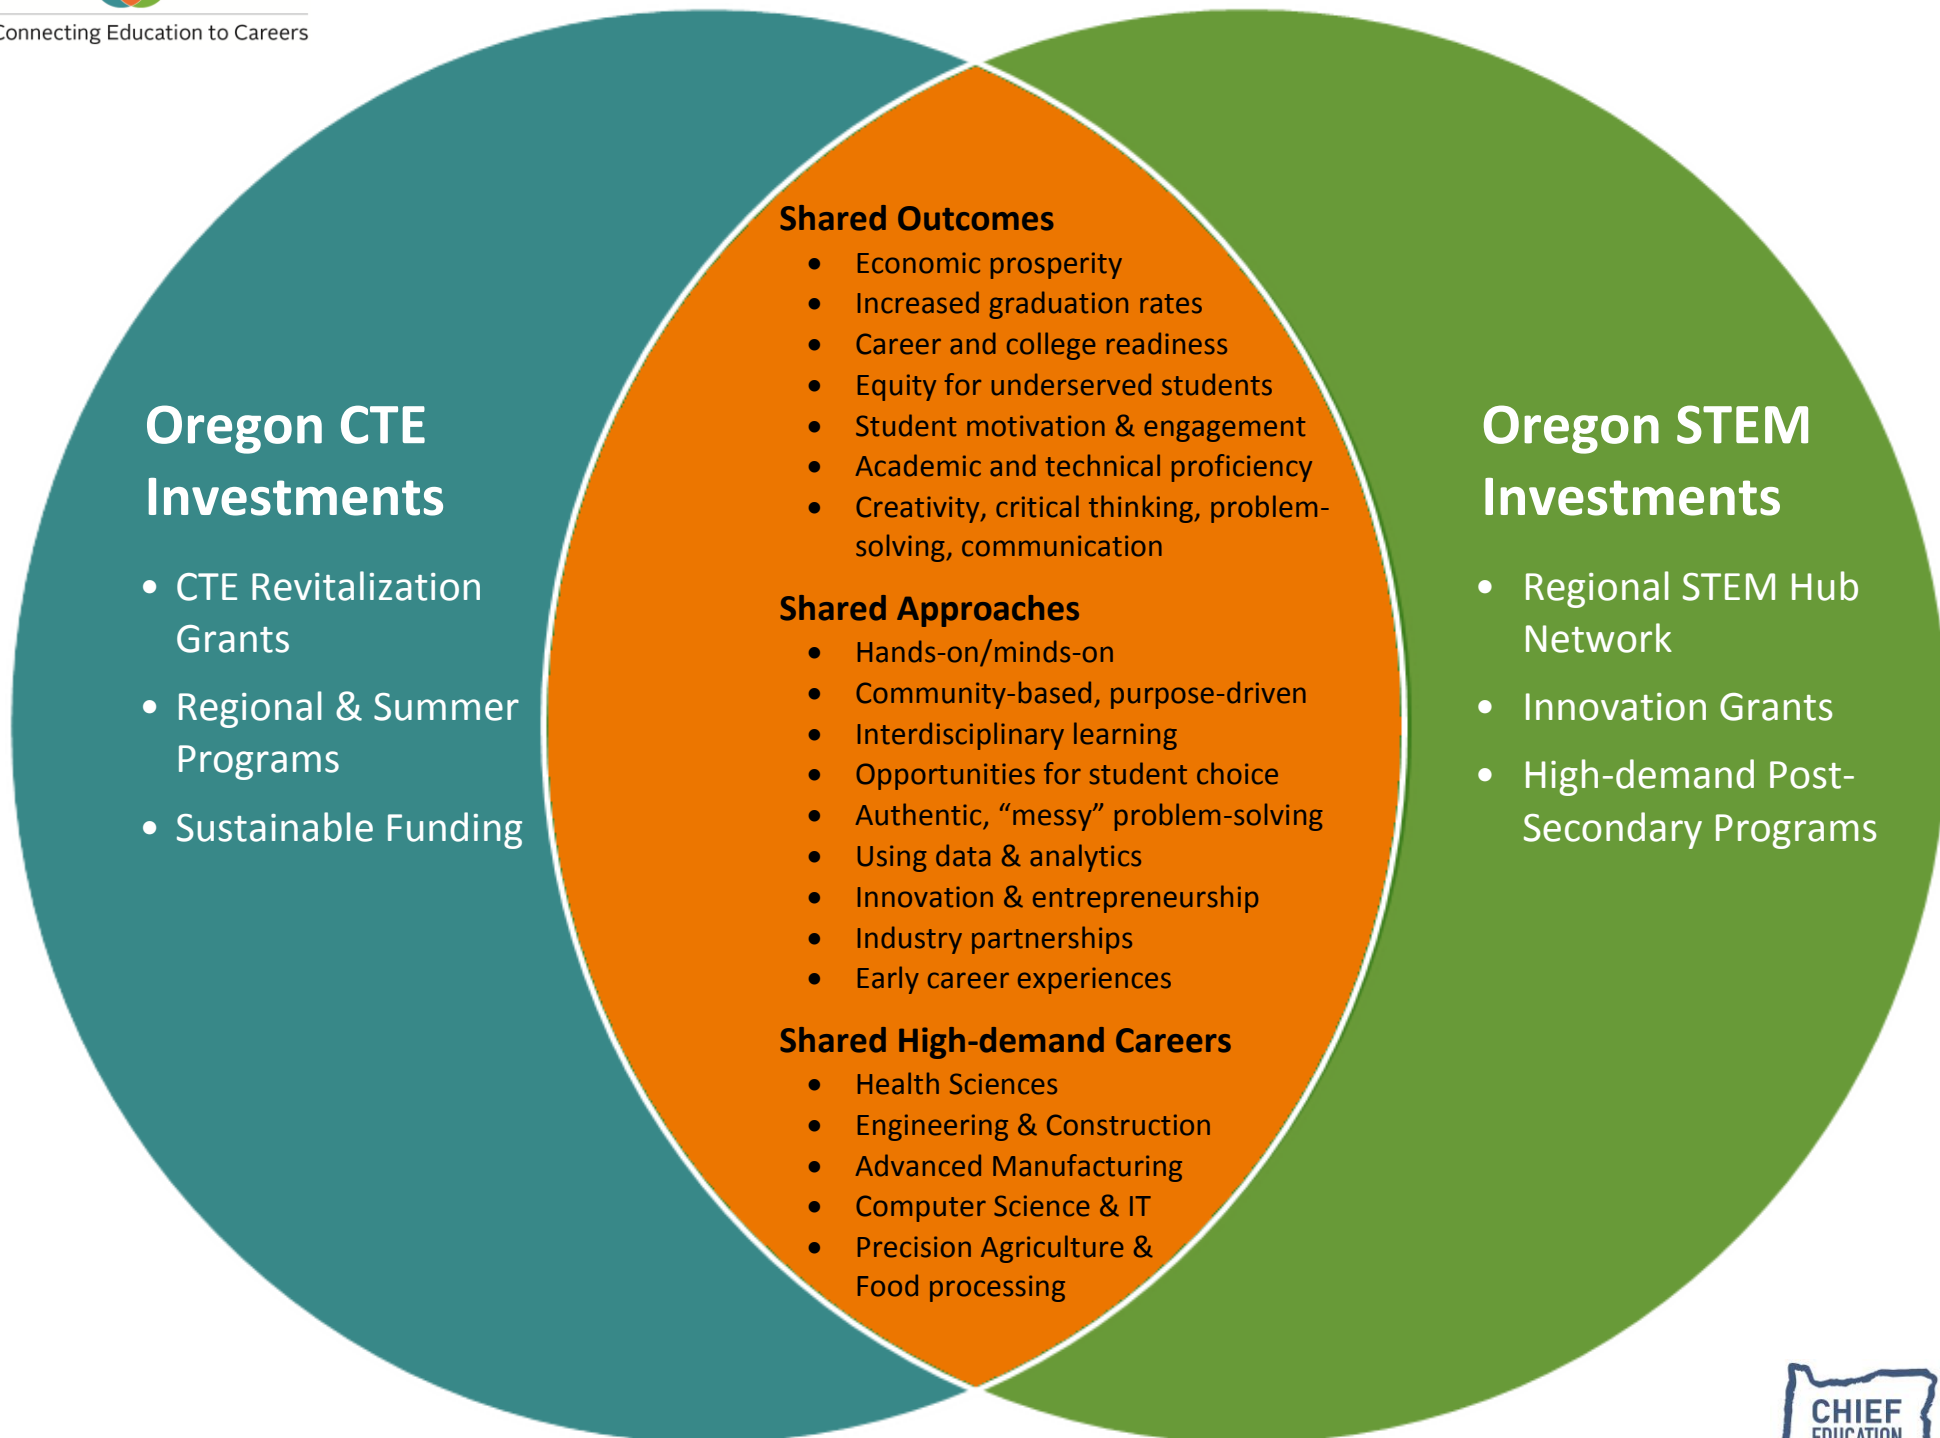 Connecting Education to Careers
Oregon CTE
Investments
• CTE Revitalization
Grants
• Regional & Summer
Programs
• Sustainable Funding
Shared Outcomes
• Economic prosperity
• Increased graduation rates
• Career and college readiness
• Equity for underserved students
• Student motivation & engagement
• Academic and technical proficiency
• Creativity, critical thinking, problem-
solving, communication
Shared Approaches
• Hands-on/minds-on
• Community-based, purpose-driven
• Interdisciplinary learning
• Opportunities for student choice
• Authentic, “messy” problem-solving
• Using data & analytics
• Innovation & entrepreneurship
• Industry partnerships
• Early career experiences
Shared High-demand Careers
• Health Sciences
• Engineering & Construction
• Advanced Manufacturing
• Computer Science & IT
• Precision Agriculture &
Food processing
Oregon STEM
Investments
• Regional STEM Hub
Network
• Innovation Grants
• High-demand Post-
Secondary Programs
CHIEF
EDUCATION